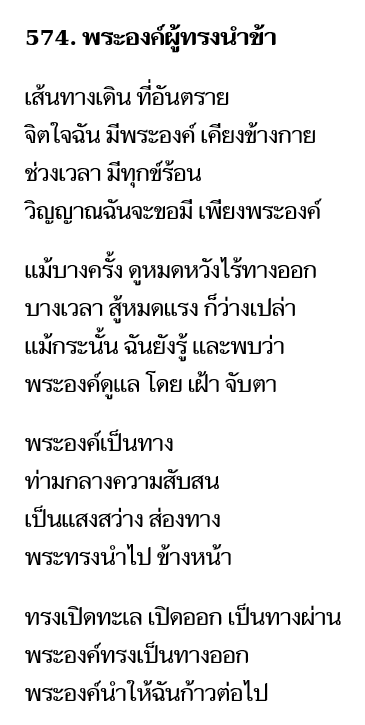 574. พระองค์ผู้ทรงนำข้า
เส้นทางเดิน ที่อันตราย
จิตใจฉัน มีพระองค์ เคียงข้างกาย
ช่วงเวลา มีทุกข์ร้อน
วิญญาณฉันจะขอมี เพียงพระองค์
แม้บางครั้ง ดูหมดหวังไร้ทางออก
บางเวลา สู้หมดแรง ก็ว่างเปล่า
แม้กระนั้น ฉันยังรู้ และพบว่า
พระองค์ดูแล โดย เฝ้า จับตา
พระองค์เป็นทาง
ท่ามกลางความสับสน
เป็นแสงสว่าง ส่องทาง
พระทรงนำไป ข้างหน้า
ทรงเปิดทะเล เปิดออก เป็นทางผ่าน
พระองค์ทรงเป็นทางออก
พระองค์นำให้ฉันก้าวต่อไป